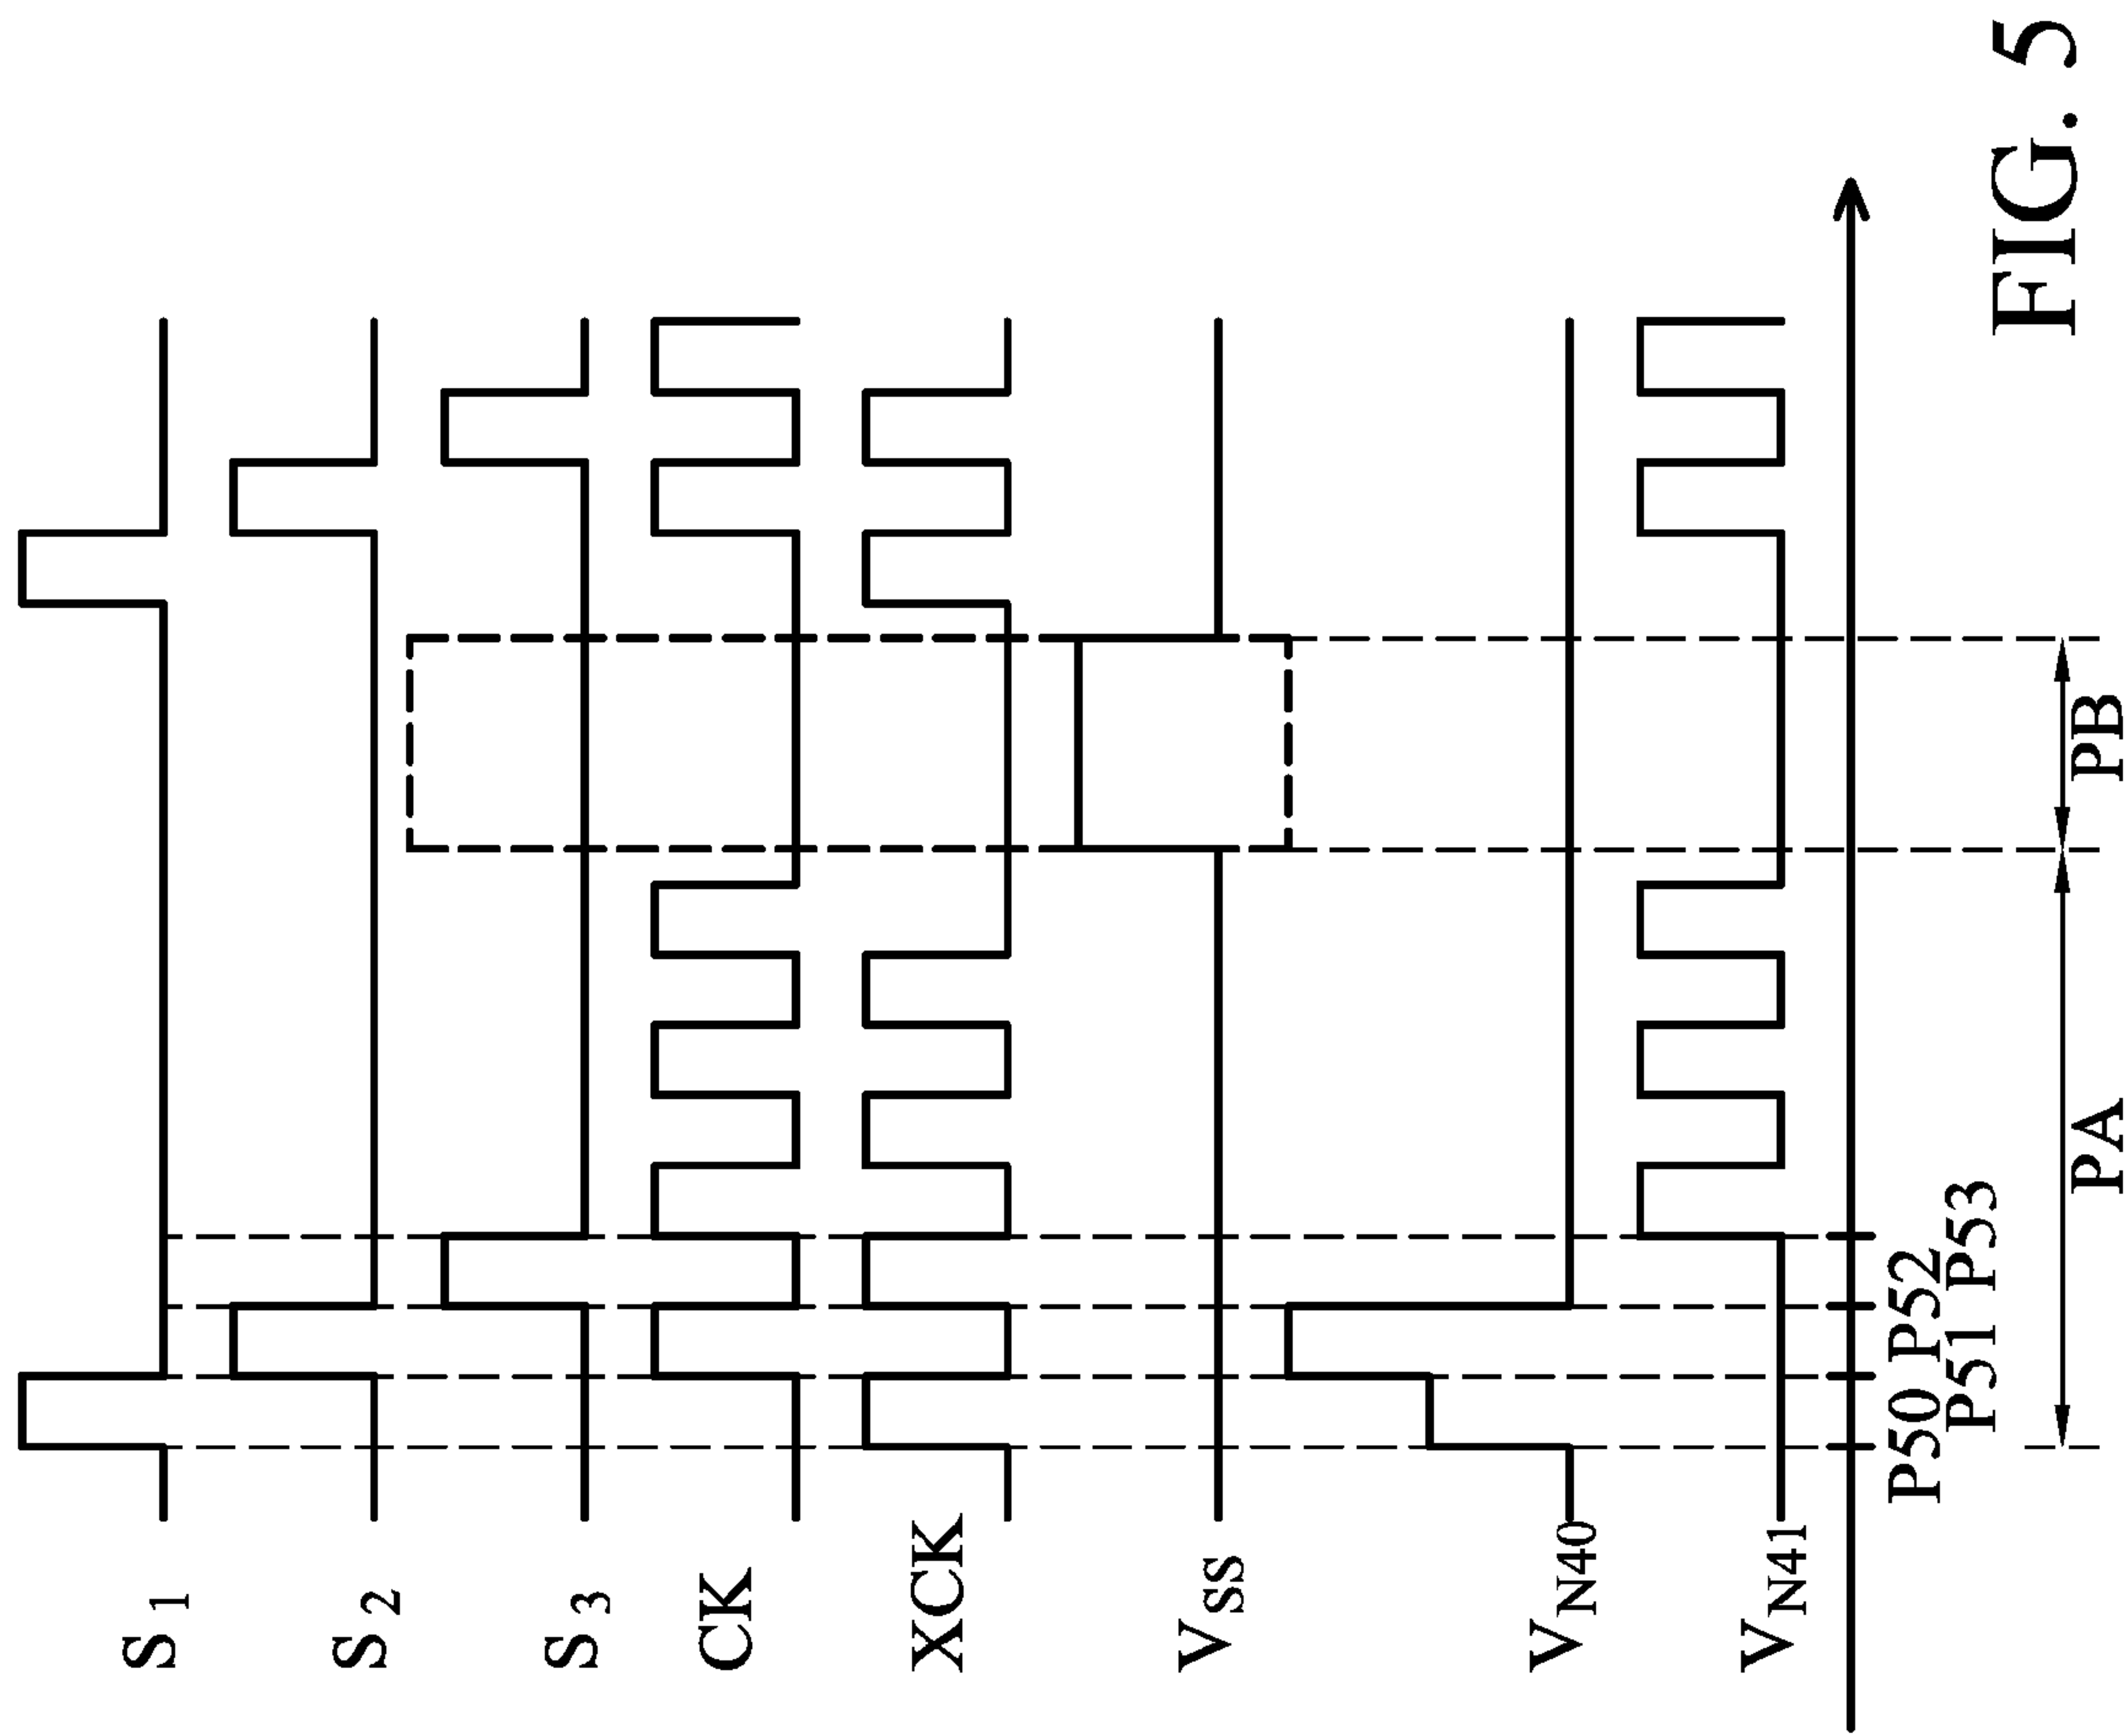 S1
S2
S3
CK
XCK
VSS
VN40
VN41
P50 P52
P51 P53
PA PB
FIG. 5